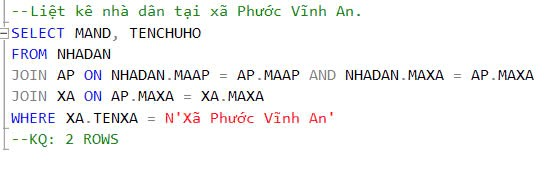 --Liệt kê nhà dân tại xã Phước Vĩnh An.
SELECT MAND, TENCHUHO
FROM NHADAN
JOIN AP ON NHADAN.MAAP = AP.MAAP AND NHADAN.MAXA = AP.MAXA
JOIN XA ON AP.MAXA = XA.MAXA
WHERE XA.TENXA = N'Xã Phước Vĩnh An'
--KQ: 2 ROWS